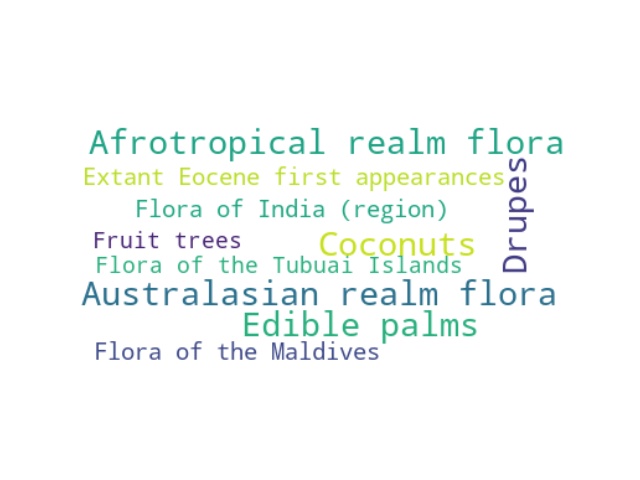 Afrotropical realm flora
Extant Eocene first appearances
Drupes
Flora of India (region)
Fruit trees
Coconuts
Flora of the Tubuai Islands
Australasian realm flora
Edible palms
Flora of the Maldives